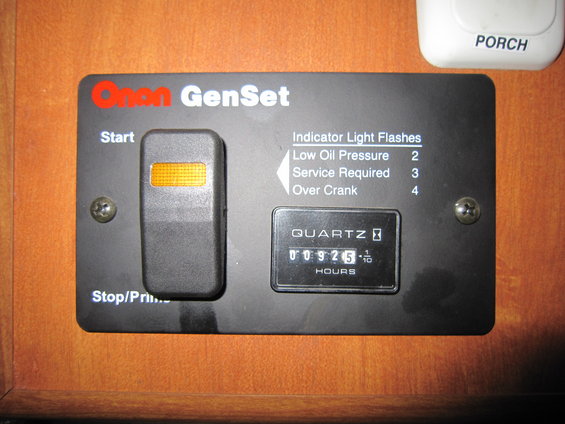 PORCH
Onan GenSet
Start
Indicator Light Flashes
Low Oil Pressure 2
Service Required 3
Over Crank 4
QUARTZ
0 0 9 2 5 1/10
HOURS
Stop/Prime